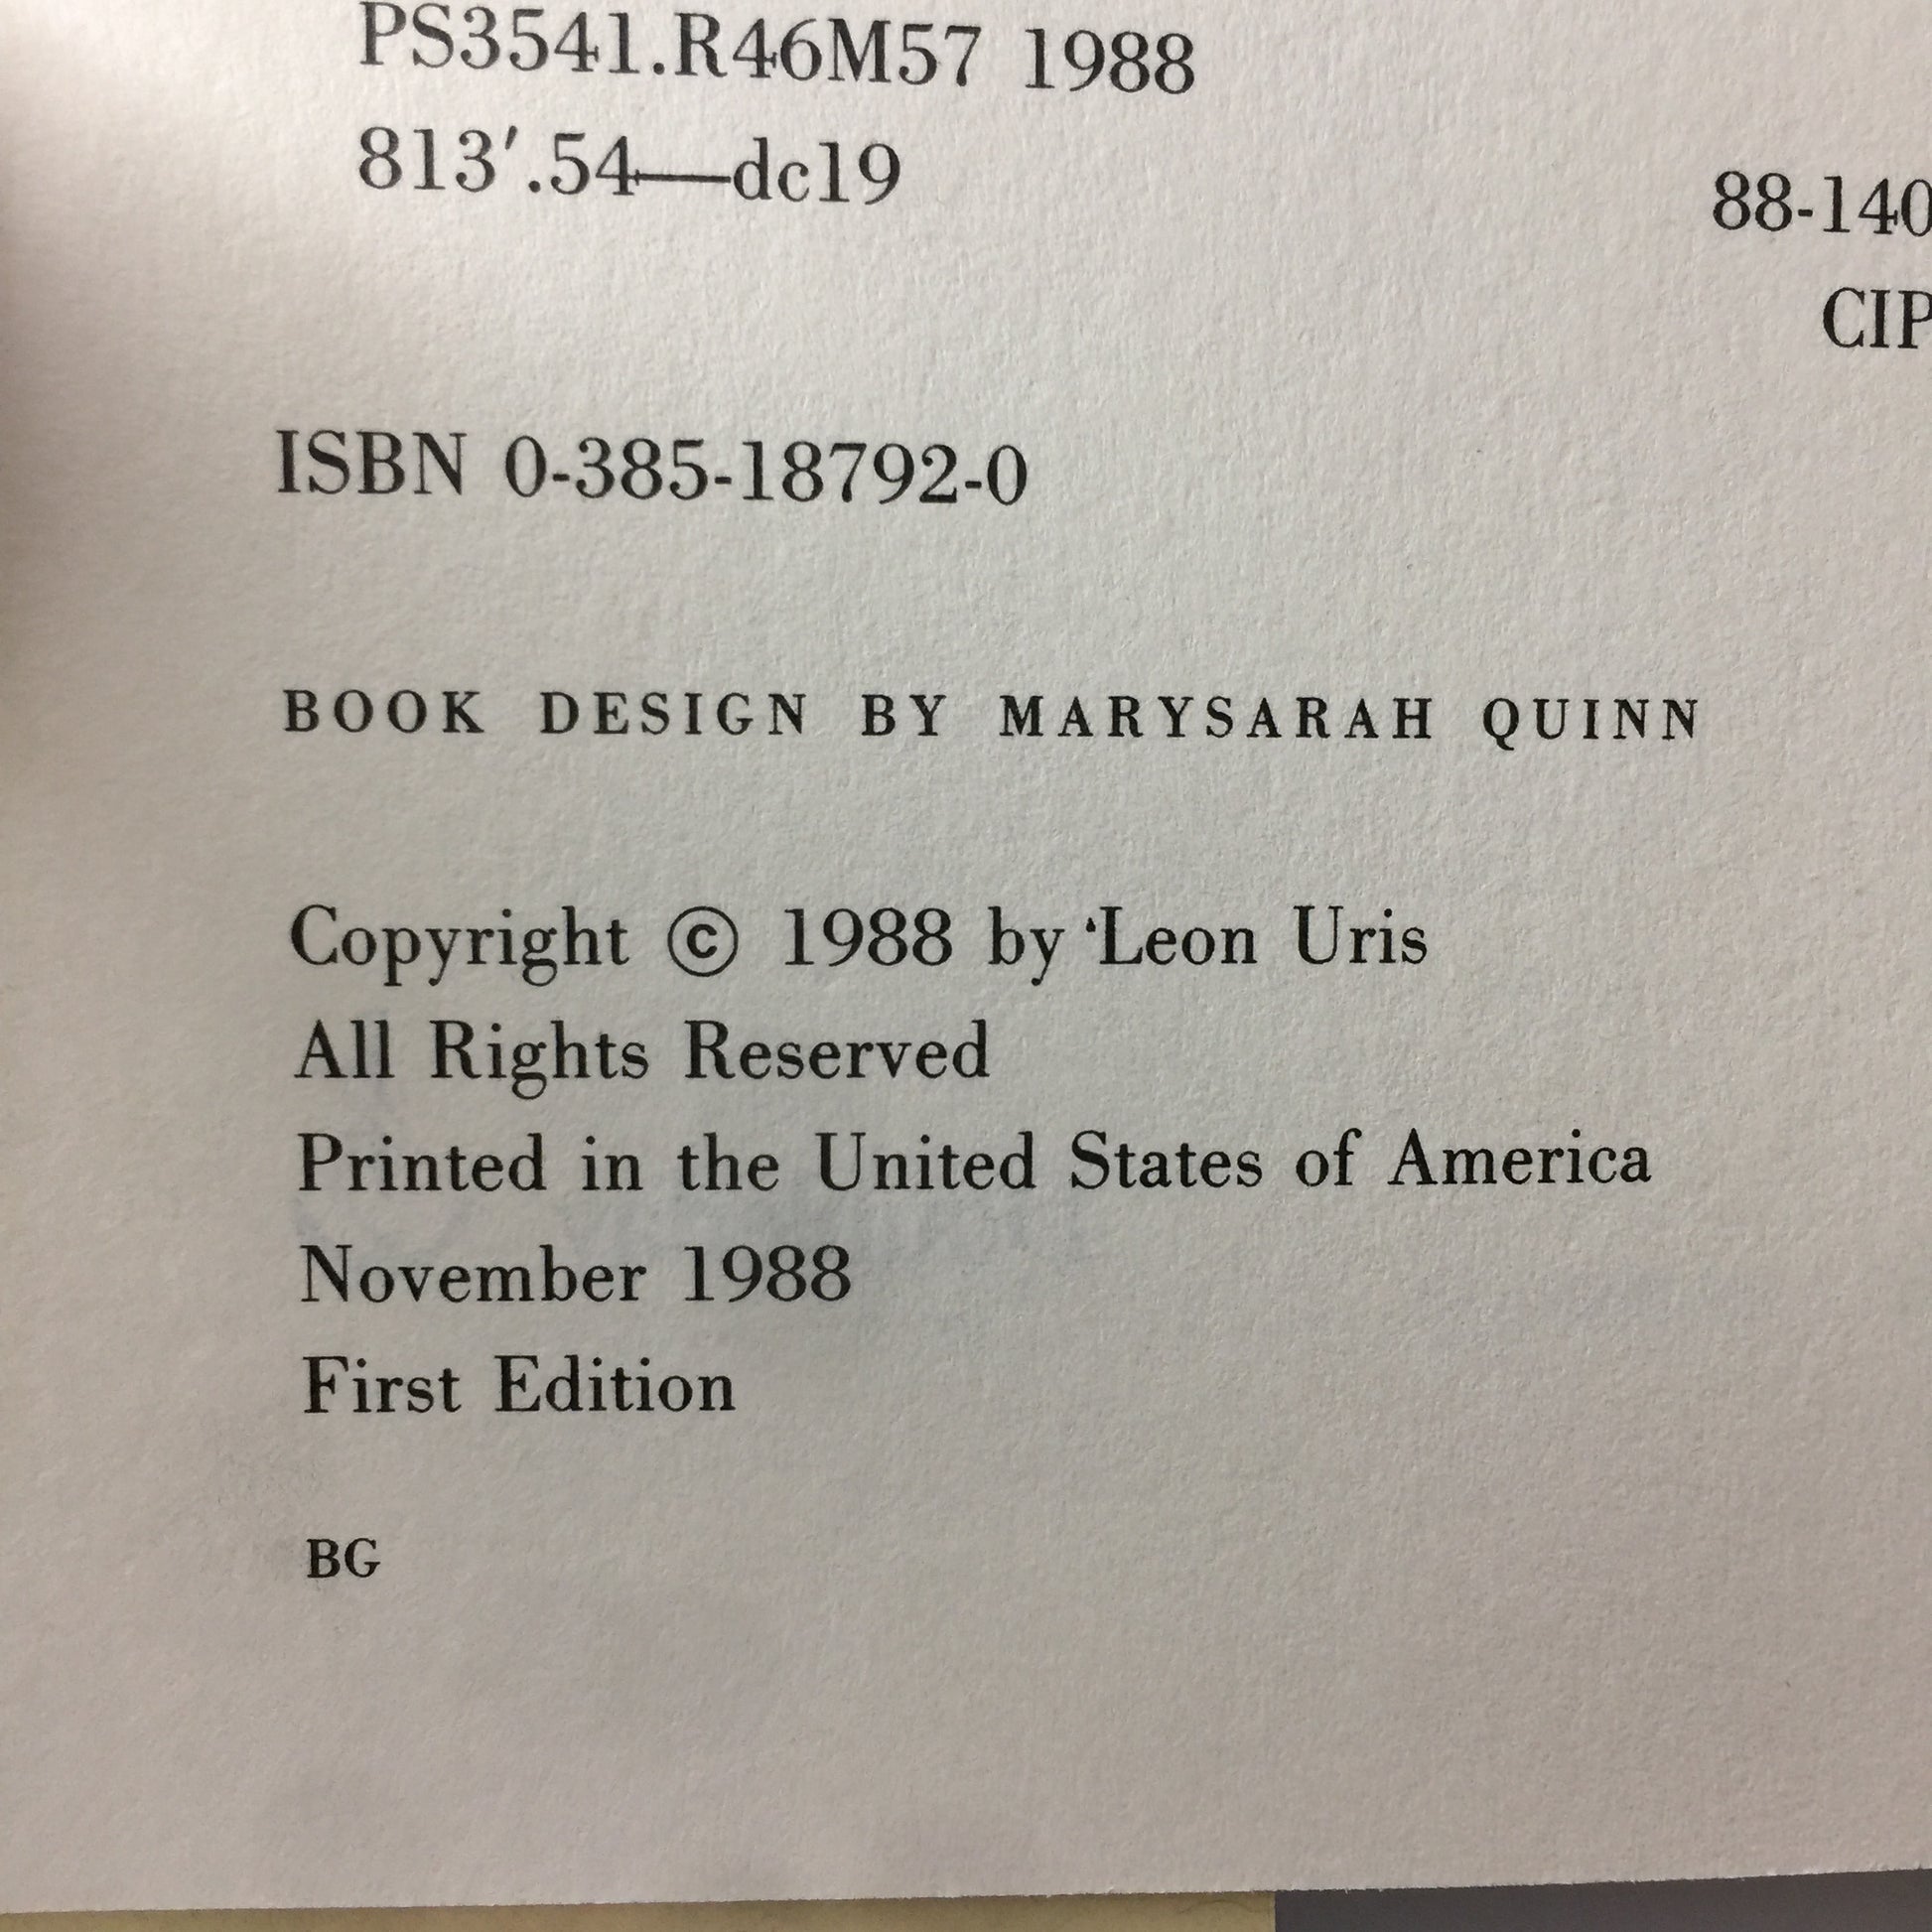 PS3541.R46M57 1988
813′.54—dc19
88-140
CIP
ISBN 0-385-18792-0
BOOK DESIGN BY MARYSARAH QUINN
Copyright © 1988 by Leon Uris
All Rights Reserved
Printed in the United States of America
November 1988
First Edition
BG